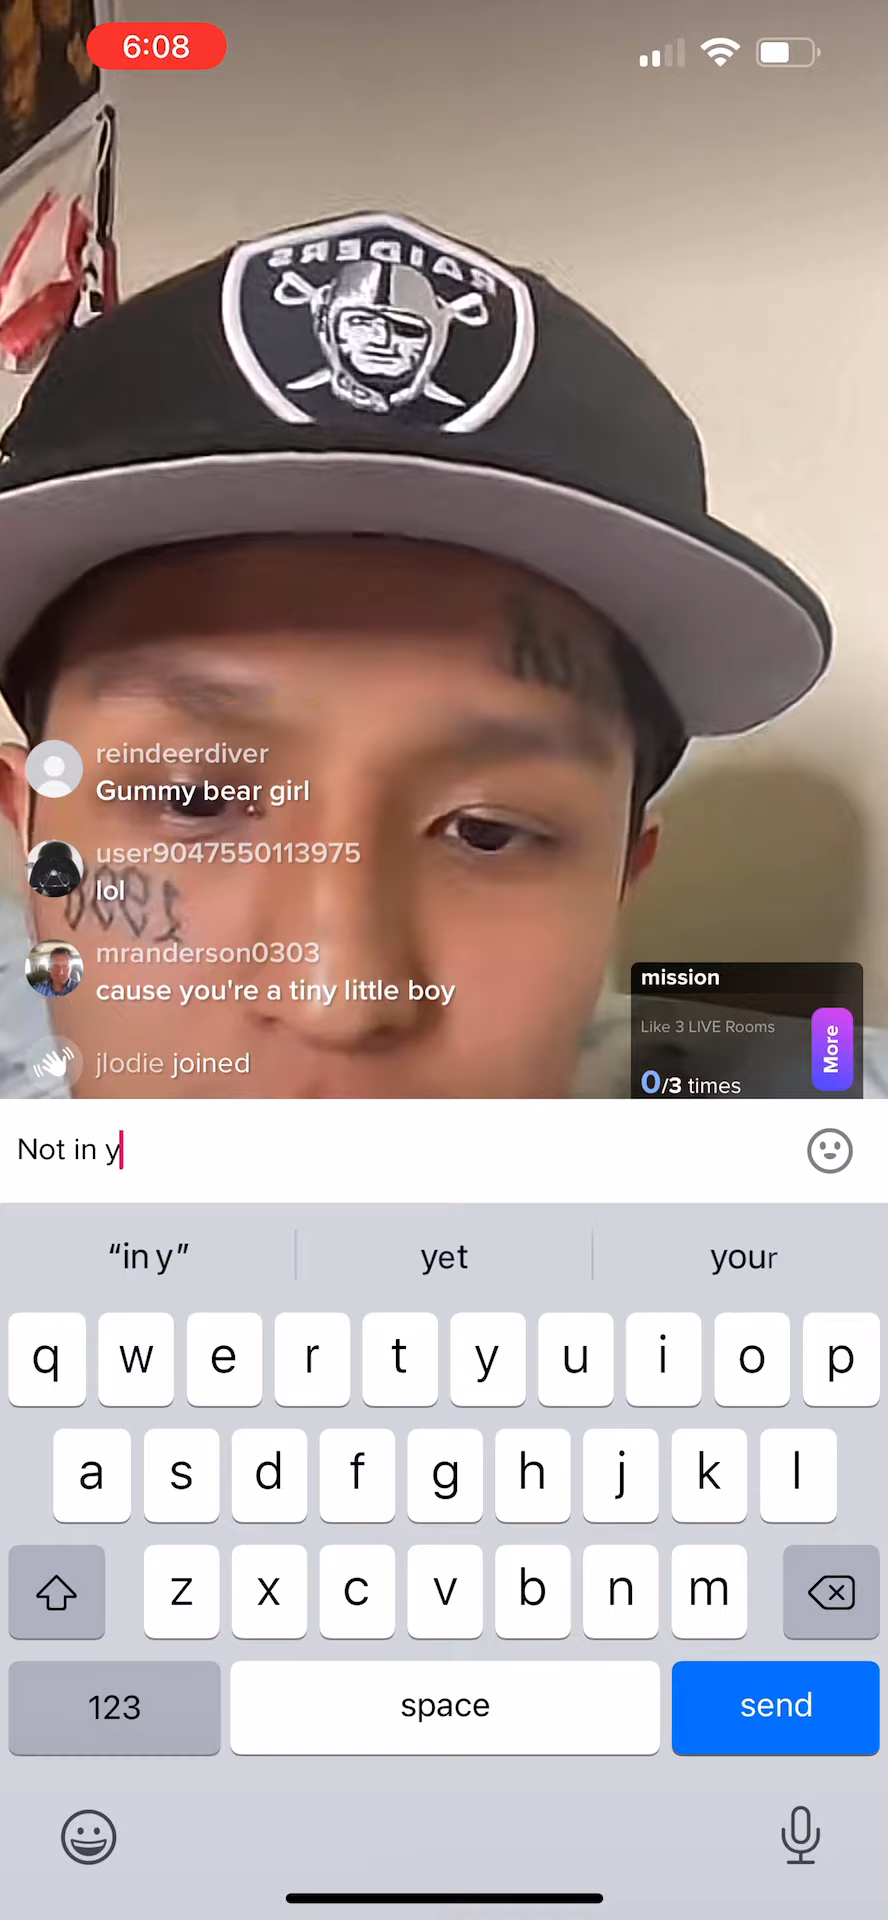 6:08
RAIDERS
reindeerdiver
Gummy bear girl
user9047550113975
lol
1998
mranderson0303
cause you're a tiny little boy
jlodie joined
mission
Like 3 LIVE Rooms
0/3 times
More
Not in y
“in y”
yet
your
q w e r t y u i o p
a s d f g h j k l
z x c v b n m
123
space
send